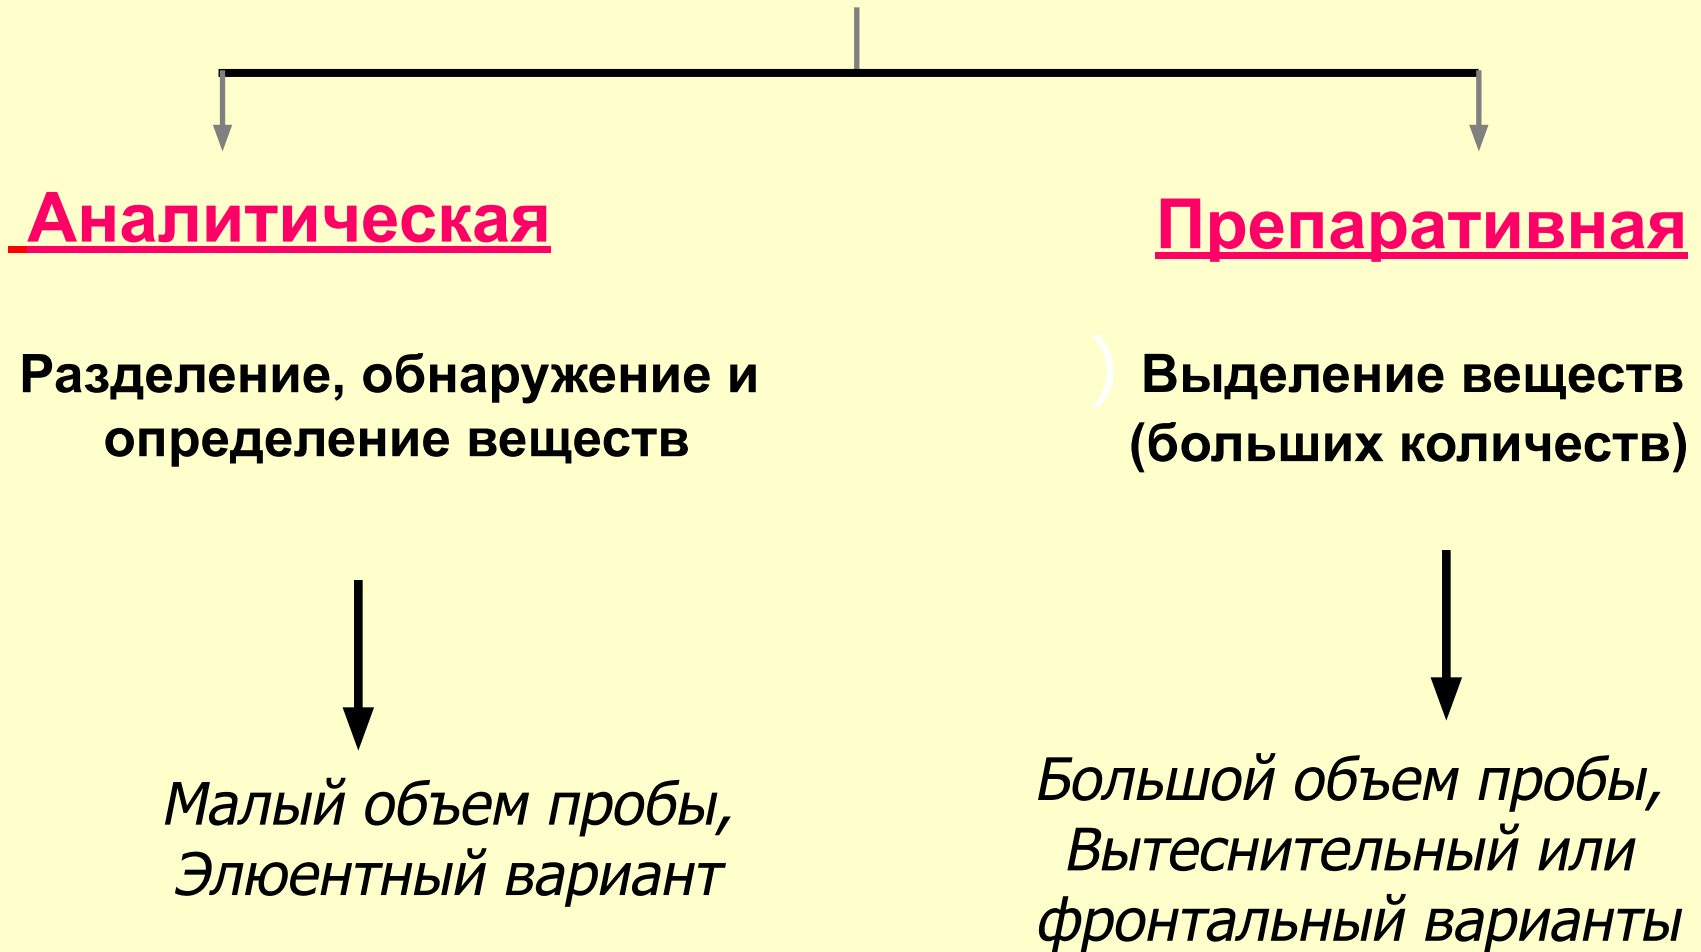 Аналитическая
Препаративная
Разделение, обнаружение и
определение веществ
) Выделение веществ
(больших количеств)
Малый объем пробы,
Элюентный вариант
Большой объем пробы,
Вытеснительный или
фронтальный варианты